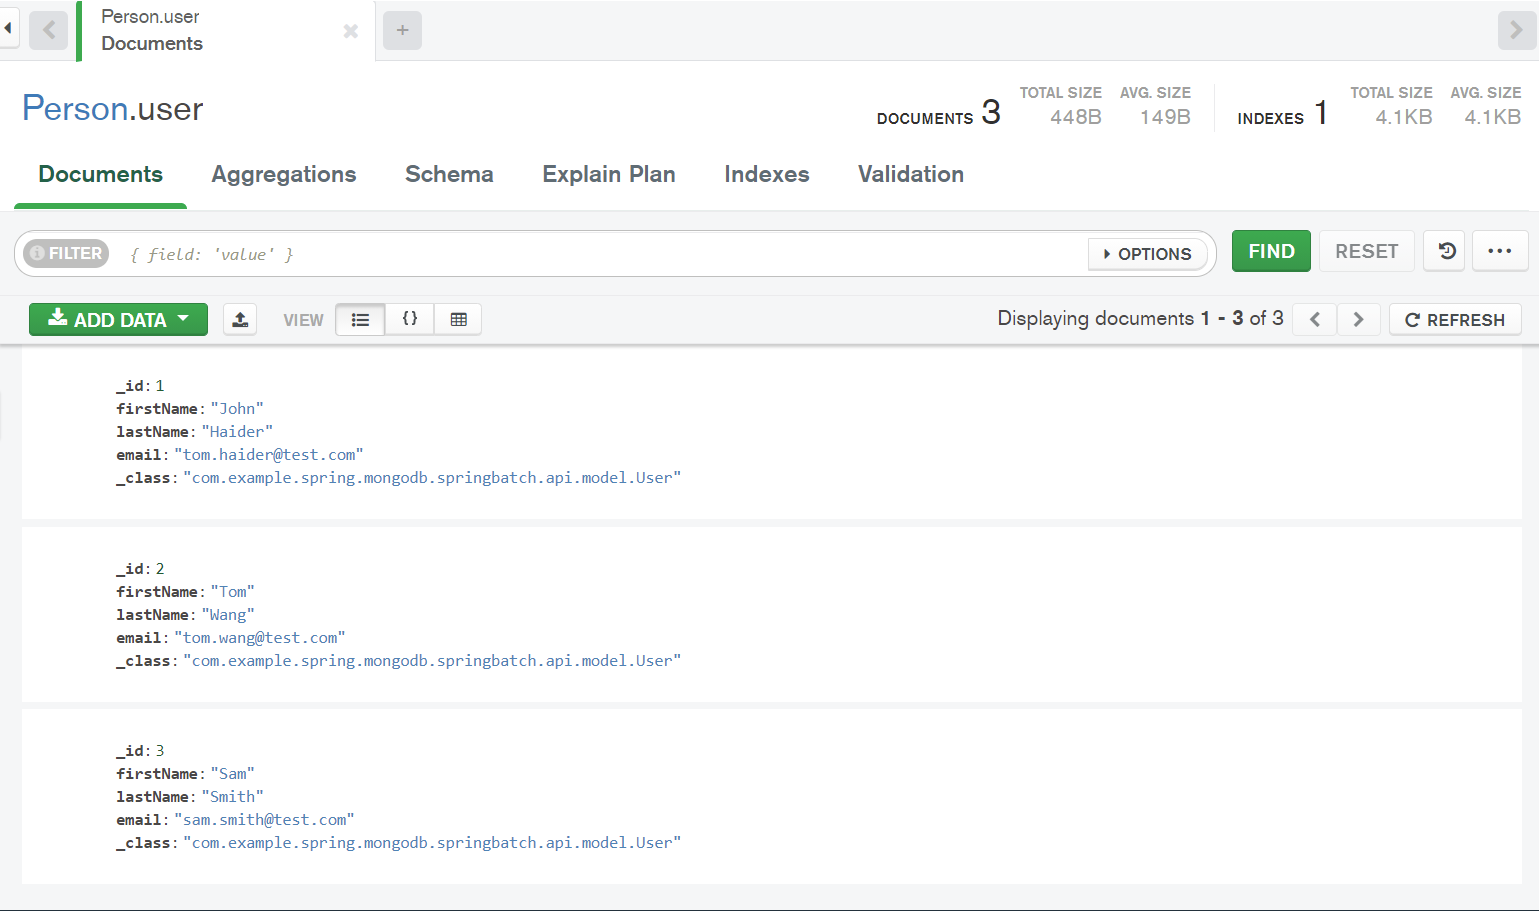 Person.user
Documents
+
Person.user
DOCUMENTS 3 TOTAL SIZE 448B AVG. SIZE 149B INDEXES 1 TOTAL SIZE 4.1KB AVG. SIZE 4.1KB
Documents Aggregations Schema Explain Plan Indexes Validation
FILTER { field: 'value' } OPTIONS FIND RESET ...
ADD DATA VIEW {} Displaying documents 1 - 3 of 3 < > REFRESH
_id: 1
firstName: "John"
lastName: "Haider"
email: "tom.haider@test.com"
_class: "com.example.spring.mongodb.springbatch.api.model.User"
_id: 2
firstName: "Tom"
lastName: "Wang"
email: "tom.wang@test.com"
_class: "com.example.spring.mongodb.springbatch.api.model.User"
_id: 3
firstName: "Sam"
lastName: "Smith"
email: "sam.smith@test.com"
_class: "com.example.spring.mongodb.springbatch.api.model.User"